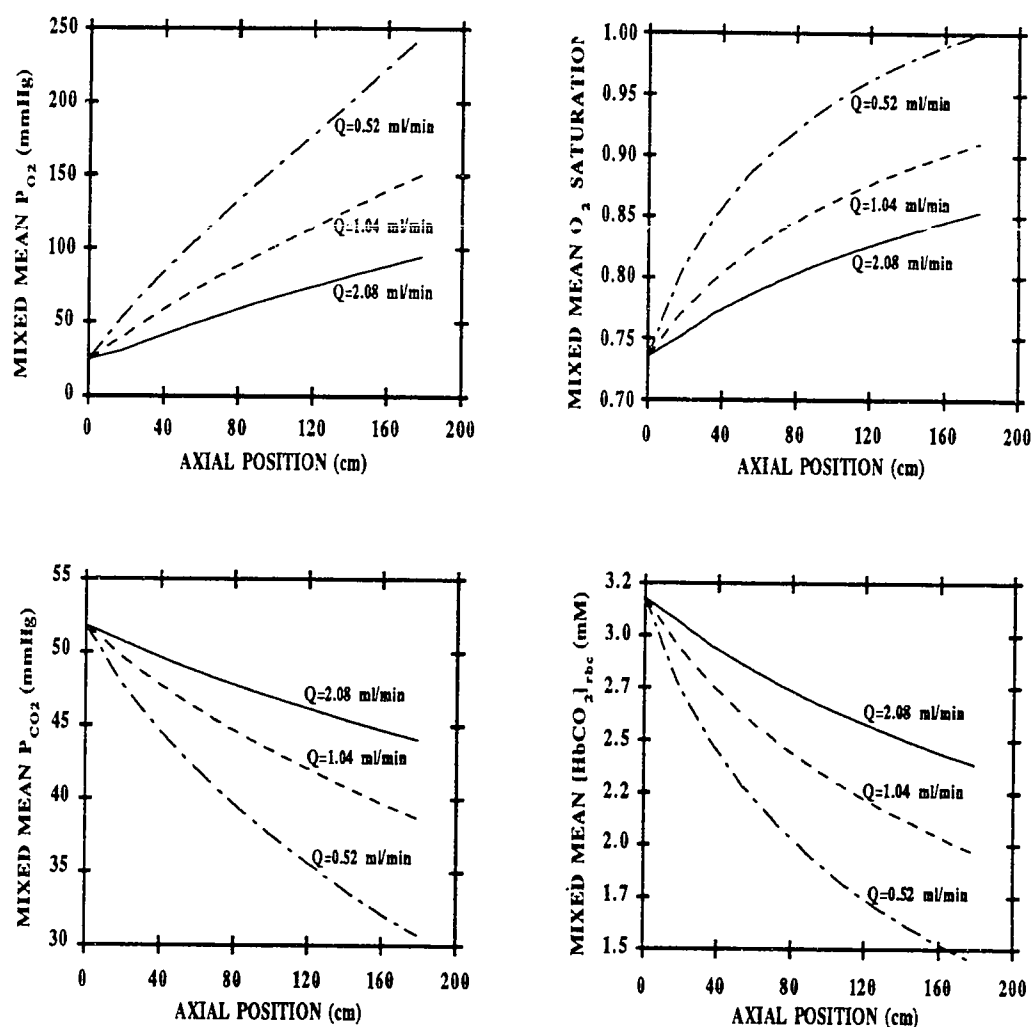 MIXED MEAN P O2 (mmHg)
250
200
150
100
50
0
Q=0.52 ml/min
Q=1.04 ml/min
Q=2.08 ml/min
0 40 80 120 160 200
AXIAL POSITION (cm)
MIXED MEAN O2 SATURATION
1.00
0.95
0.90
0.85
0.80
0.75
0.70
Q=0.52 ml/min
Q=1.04 ml/min
Q=2.08 ml/min
0 40 80 120 160 200
AXIAL POSITION (cm)
MIXED MEAN P CO2 (mmHg)
55
50
45
40
35
30
Q=2.08 ml/min
Q=1.04 ml/min
Q=0.52 ml/min
0 40 80 120 160 200
AXIAL POSITION (cm)
MIXED MEAN [HbCO2]rbc (mM)
3.2
3.0
2.7
2.5
2.2
2.0
1.7
1.5
Q=2.08 ml/min
Q=1.04 ml/min
Q=0.52 ml/min
0 40 80 120 160 200
AXIAL POSITION (cm)